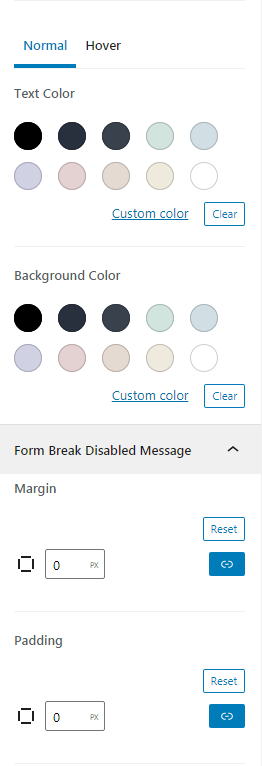 Normal Hover
Text Color
Custom color Clear
Background Color
Custom color Clear
Form Break Disabled Message
Margin
Reset
0 PX
Padding
Reset
0 PX